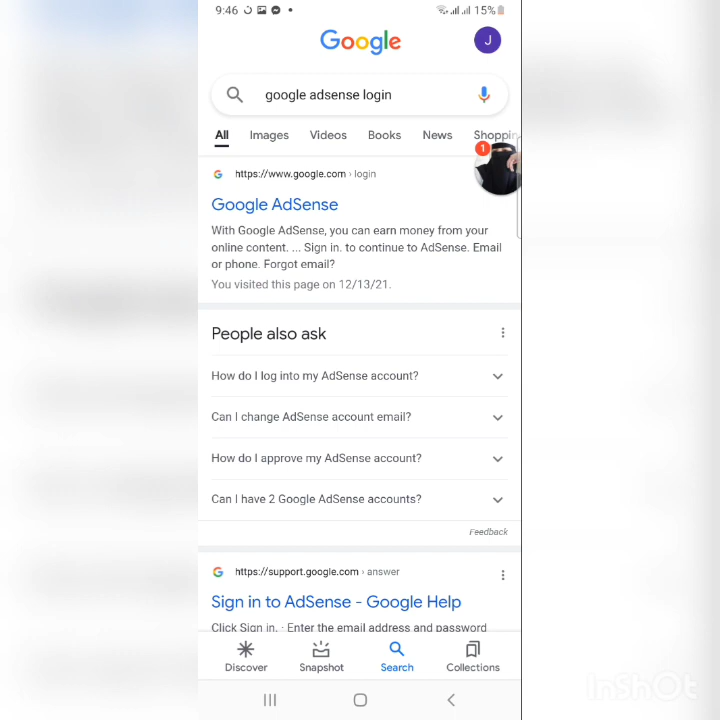 9:46
15%
Google
J
google adsense login
All Images Videos Books News Shoppin
1
https://www.google.com › login
Google AdSense
With Google AdSense, you can earn money from your
online content. ... Sign in. to continue to AdSense. Email
or phone. Forgot email?
You visited this page on 12/13/21.
People also ask
How do I log into my AdSense account?
Can I change AdSense account email?
How do I approve my AdSense account?
Can I have 2 Google AdSense accounts?
Feedback
https://support.google.com › answer
Sign in to AdSense - Google Help
Click Sign in. · Enter the email address and password
Discover Snapshot Search Collections
InShOt